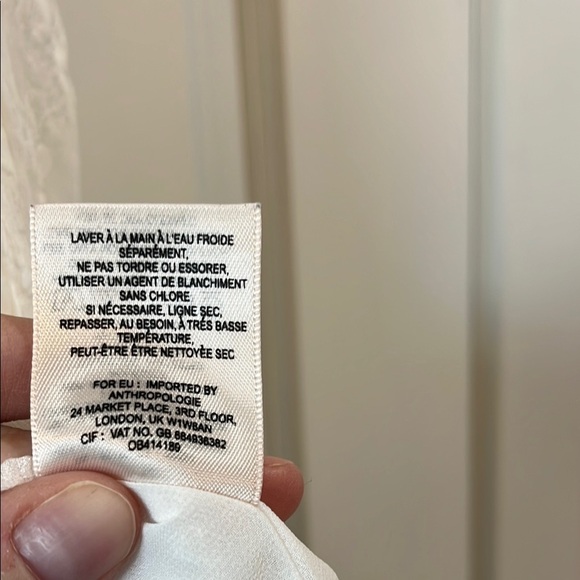 LAVER À LA MAIN À L'EAU FROIDE
SÉPARÉMENT,
NE PAS TORDRE OU ESSORER,
UTILISER UN AGENT DE BLANCHIMENT
SANS CHLORE
SI NÉCESSAIRE, LIGNE SEC,
REPASSER, AU BESOIN, À TRÉS BASSE
TEMPÉRATURE,
PEUT-ÊTRE ÊTRE NETTOYÉE SEC
FOR EU : IMPORTED BY
ANTHROPOLOGIE
24 MARKET PLACE, 3RD FLOOR,
LONDON, UK W1W8AN
CIF : VAT NO. GB 864936382
OB414189